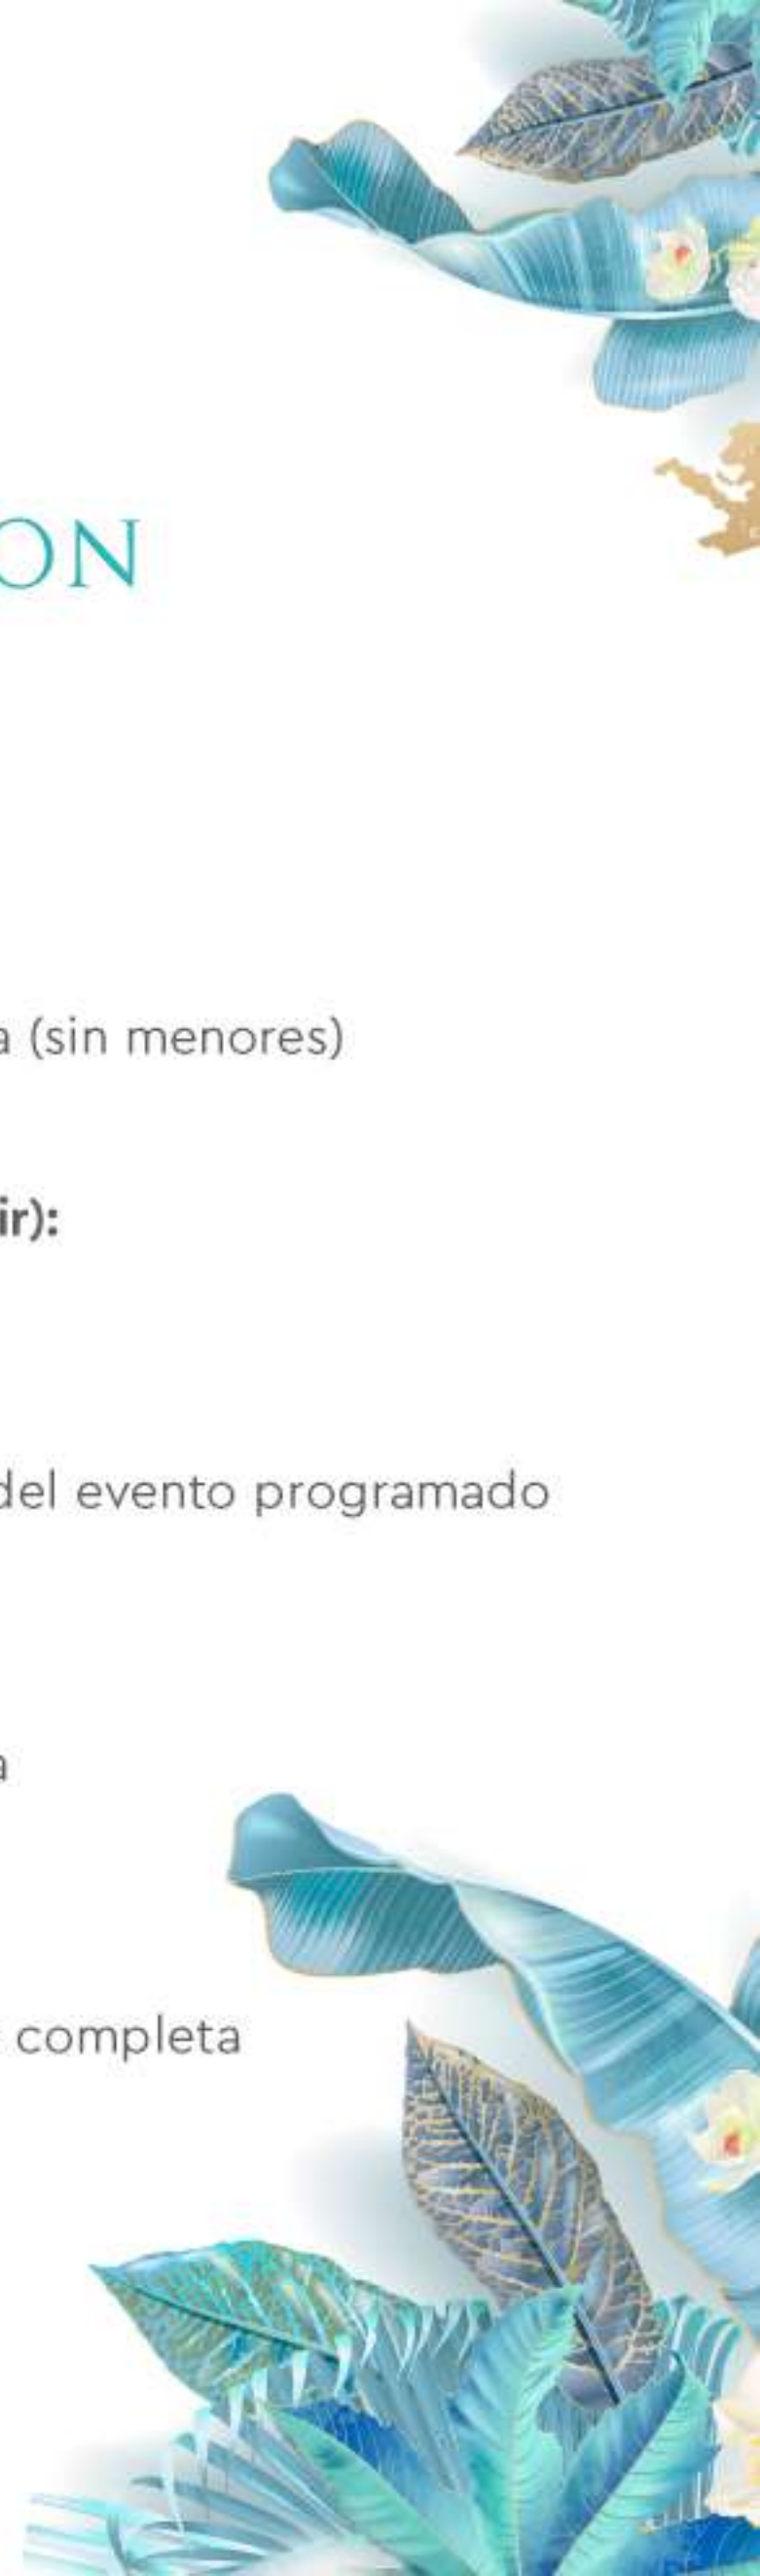 ON
a (sin menores)
ir):
del evento programado
a
completa